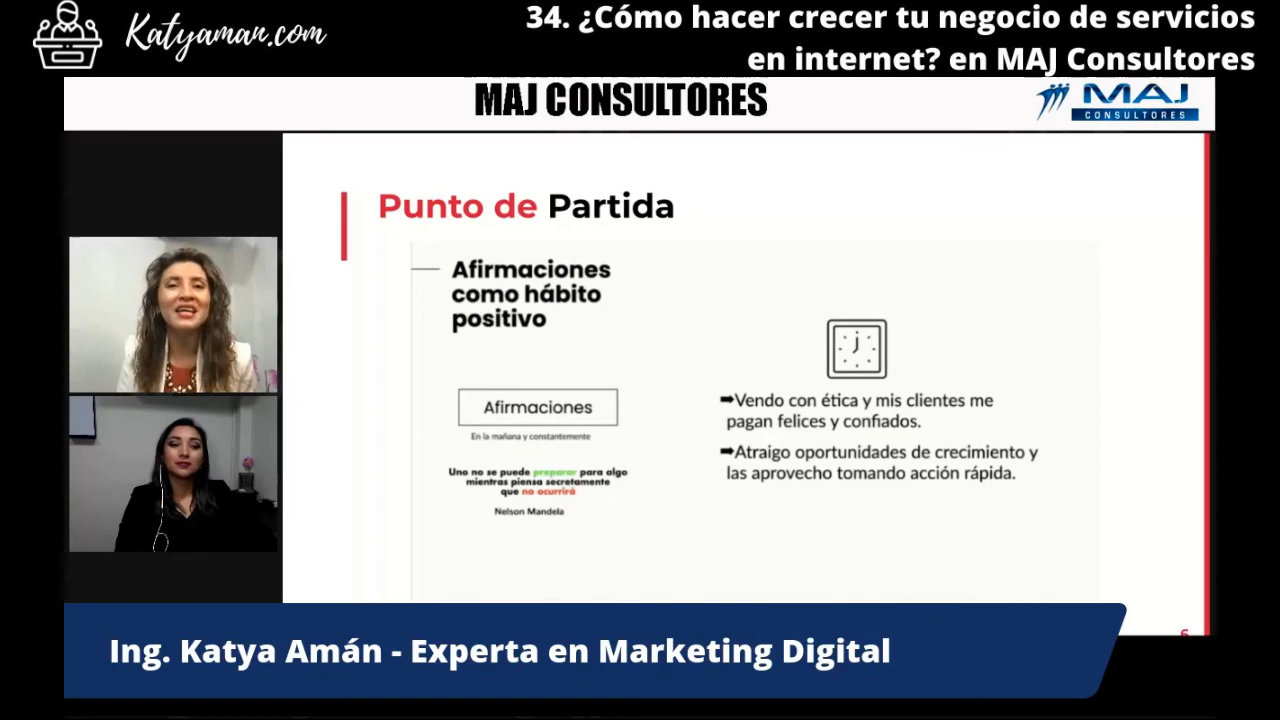 Katyaman.com
34. ¿Cómo hacer crecer tu negocio de servicios
en internet? en MAJ Consultores
MAJ CONSULTORES
MAJ
CONSULTORES
Punto de Partida
Afirmaciones
como hábito
positivo
Afirmaciones
En la mañana y constantemente
Uno no se puede preparar para algo
mientras piensa secretamente
que no ocurrirá
Nelson Mandela
➡Vendo con ética y mis clientes me
pagan felices y confiados.
➡Atraigo oportunidades de crecimiento y
las aprovecho tomando acción rápida.
Ing. Katya Amán - Experta en Marketing Digital